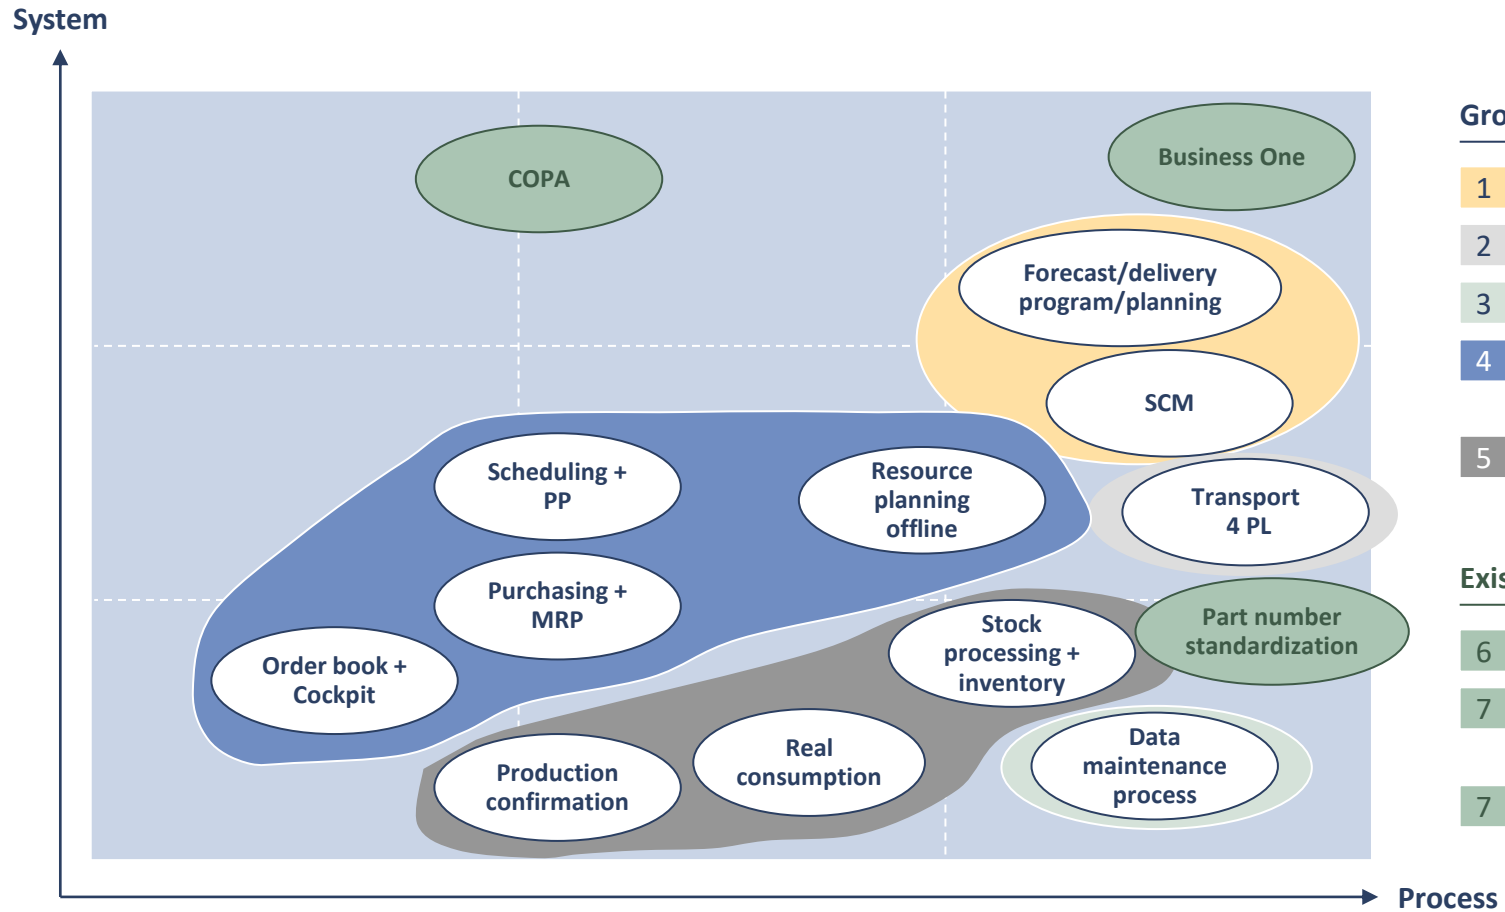 System
COPA
Business One
Forecast/delivery
program/planning
SCM
Scheduling +
PP
Resource
planning
offline
Transport
4 PL
Purchasing +
MRP
Order book +
Cockpit
Stock
processing +
inventory
Part number
standardization
Production
confirmation
Real
consumption
Data
maintenance
process
Process
Gro
1
2
3
4
5
Exis
6
7
7